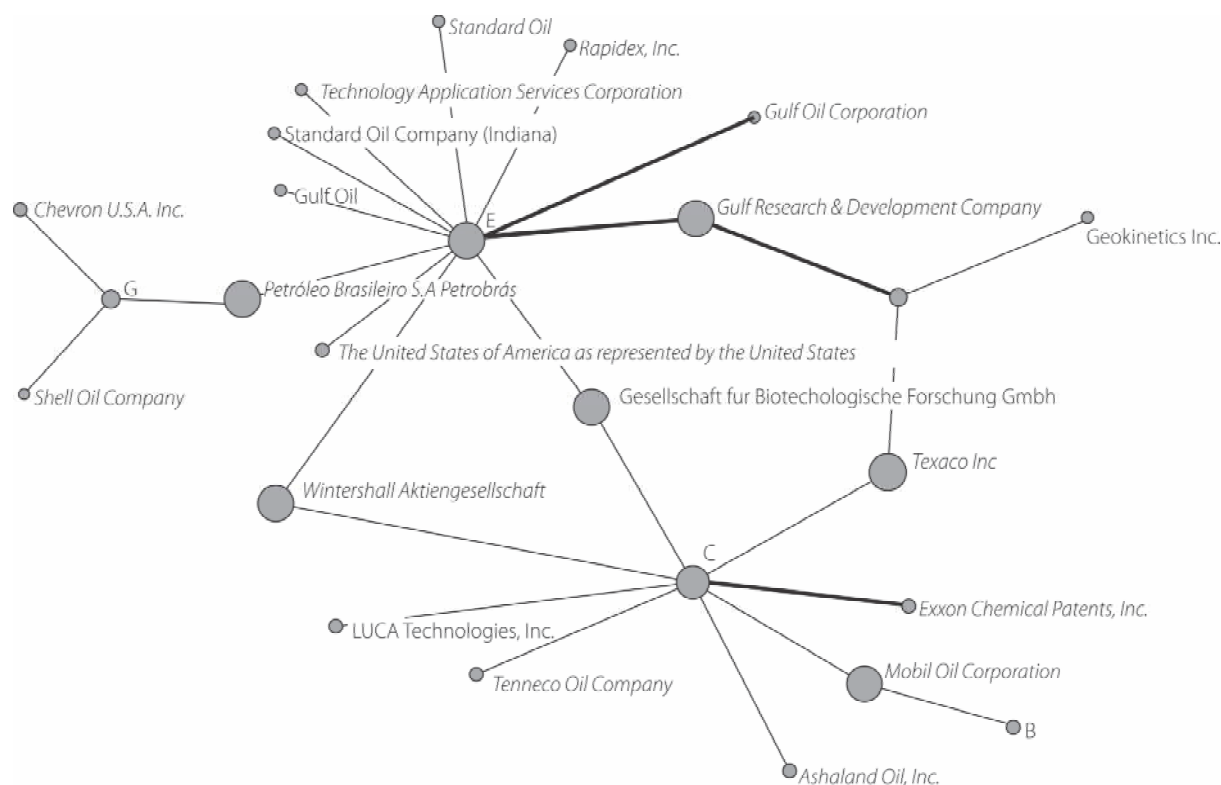 Standard Oil
Rapidex, Inc.
Technology Application Services Corporation
Gulf Oil Corporation
Standard Oil Company (Indiana)
Gulf Oil
Chevron U.S.A. Inc.
E
Gulf Research & Development Company
Geokinetics Inc.
G
Petróleo Brasileiro S.A Petrobrás
The United States of America as represented by the United States
Shell Oil Company
Gesellschaft fur Biotechologische Forschung Gmbh
Texaco Inc
Wintershall Aktiengesellschaft
C
Exxon Chemical Patents, Inc.
LUCA Technologies, Inc.
Mobil Oil Corporation
Tenneco Oil Company
B
Ashaland Oil, Inc.